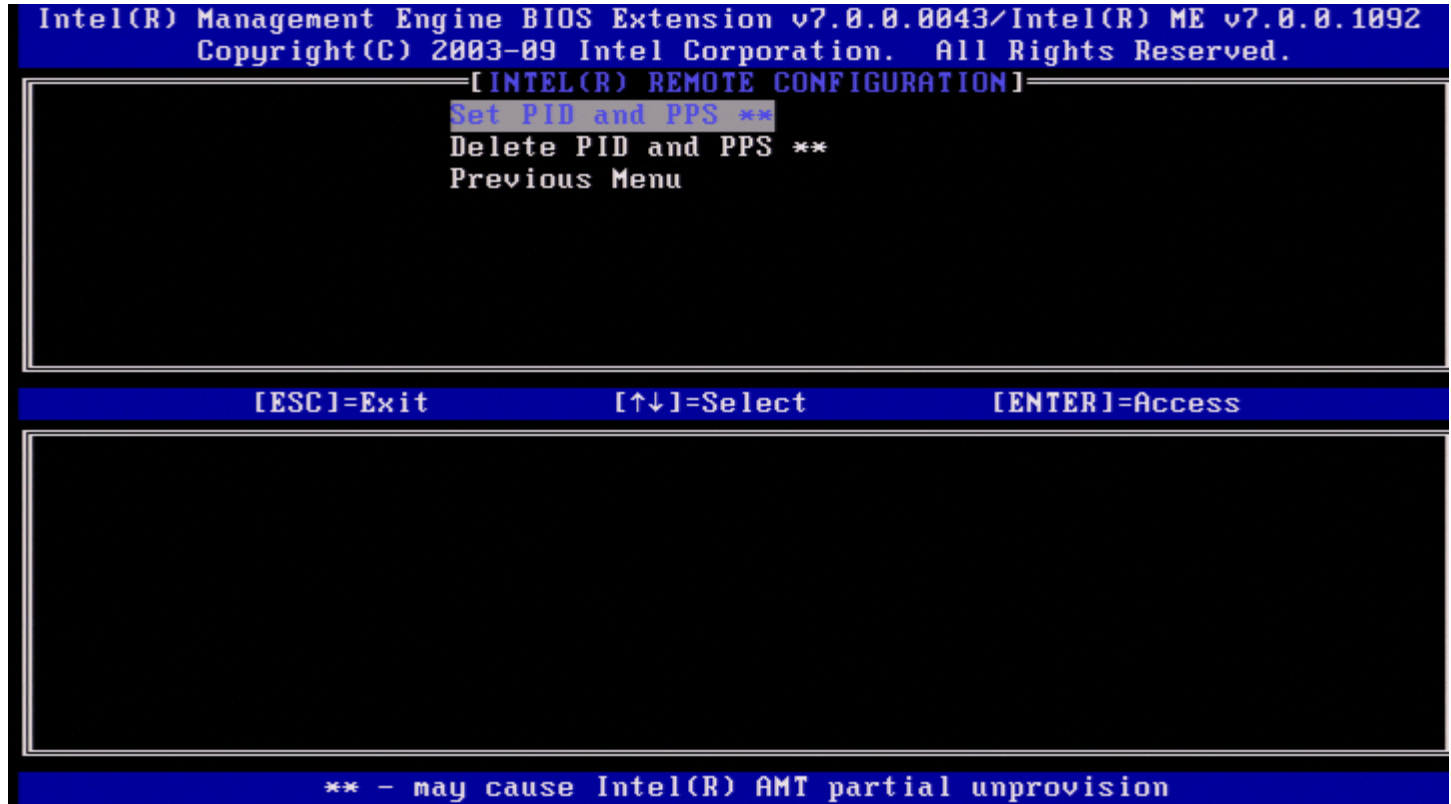 Intel(R) Management Engine BIOS Extension v7.0.0.0043/Intel(R) ME v7.0.0.1092
Copyright(C) 2003-09 Intel Corporation. All Rights Reserved.
[INTEL(R) REMOTE CONFIGURATION]
Set PID and PPS **
Delete PID and PPS **
Previous Menu
[ESC]=Exit [↑↓]=Select [ENTER]=Access
** - may cause Intel(R) AMT partial unprovision